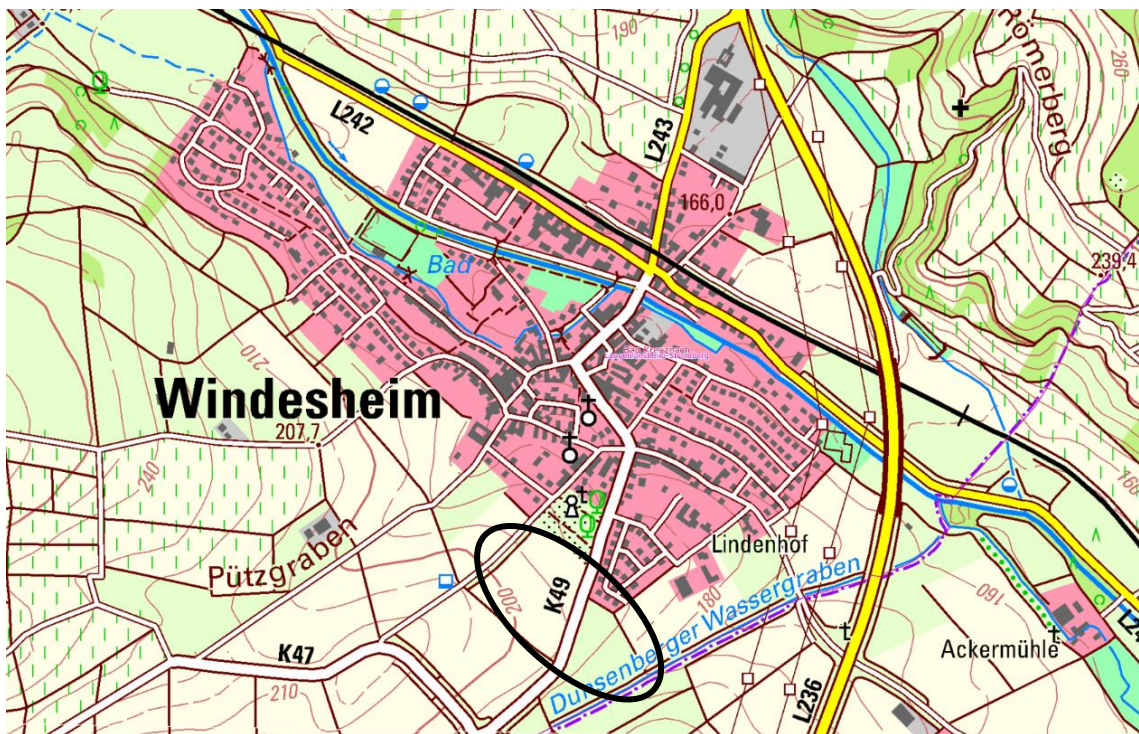 190
260
Römerberg
L242
L243
166,0
239,4
Bad
210
Windesheim
207,7
240
160
Pützgraben
Lindenhof
200
K49
180
Dunsenberger Wassergraben
160
Ackermühle
K47
210
L236